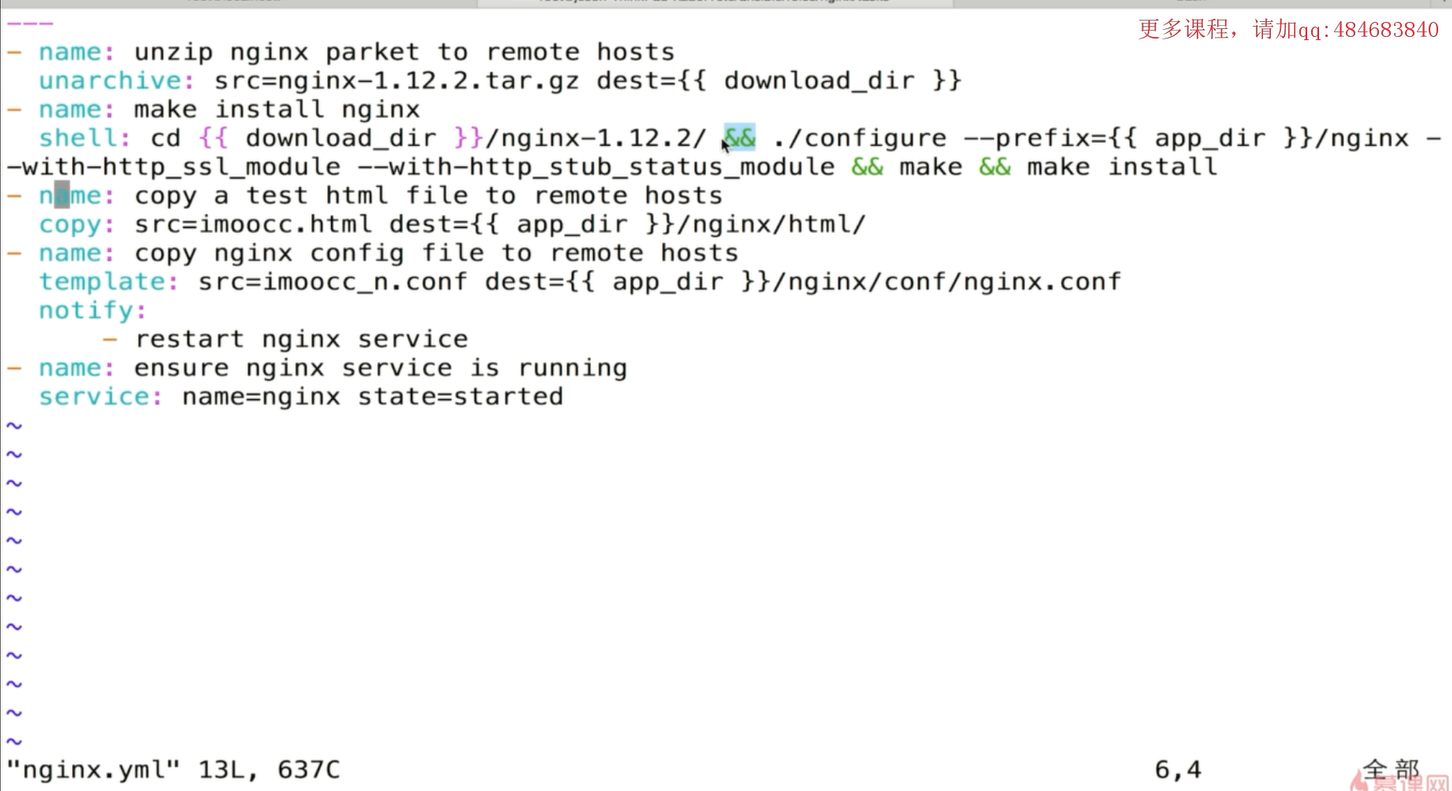 更多课程，请加qq:484683840
---
- name: unzip nginx parket to remote hosts
  unarchive: src=nginx-1.12.2.tar.gz dest={{ download_dir }}
- name: make install nginx
  shell: cd {{ download_dir }}/nginx-1.12.2/ && ./configure --prefix={{ app_dir }}/nginx -
-with-http_ssl_module --with-http_stub_status_module && make && make install
- name: copy a test html file to remote hosts
  copy: src=imoocc.html dest={{ app_dir }}/nginx/html/
- name: copy nginx config file to remote hosts
  template: src=imoocc_n.conf dest={{ app_dir }}/nginx/conf/nginx.conf
  notify:
      - restart nginx service
- name: ensure nginx service is running
  service: name=nginx state=started
~
~
~
~
~
~
~
~
~
~
~
~
"nginx.yml" 13L, 637C 6,4 全部
慕课网